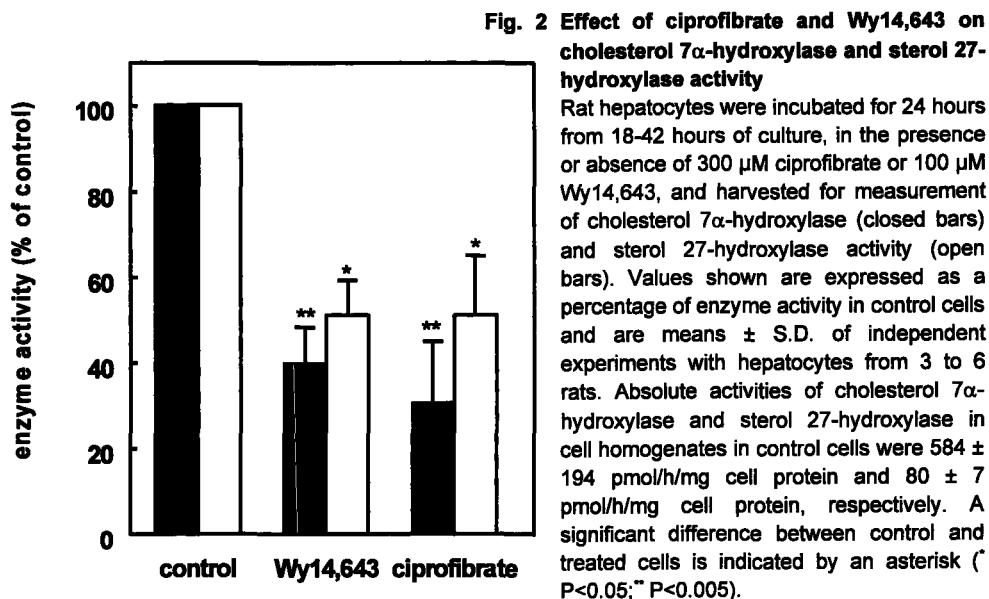 Fig. 2 Effect of ciprofibrate and Wy14,643 on
cholesterol 7α-hydroxylase and sterol 27-
hydroxylase activity
Rat hepatocytes were incubated for 24 hours
from 18-42 hours of culture, in the presence
or absence of 300 µM ciprofibrate or 100 µM
Wy14,643, and harvested for measurement
of cholesterol 7α-hydroxylase (closed bars)
and sterol 27-hydroxylase activity (open
bars). Values shown are expressed as a
percentage of enzyme activity in control cells
and are means ± S.D. of independent
experiments with hepatocytes from 3 to 6
rats. Absolute activities of cholesterol 7α-
hydroxylase and sterol 27-hydroxylase in
cell homogenates in control cells were 584 ±
194 pmol/h/mg cell protein and 80 ± 7
pmol/h/mg cell protein, respectively. A
significant difference between control and
treated cells is indicated by an asterisk (*
P<0.05;** P<0.005).
enzyme activity (% of control)
100
80
60
40
20
0
**
*
**
*
control
Wy14,643
ciprofibrate